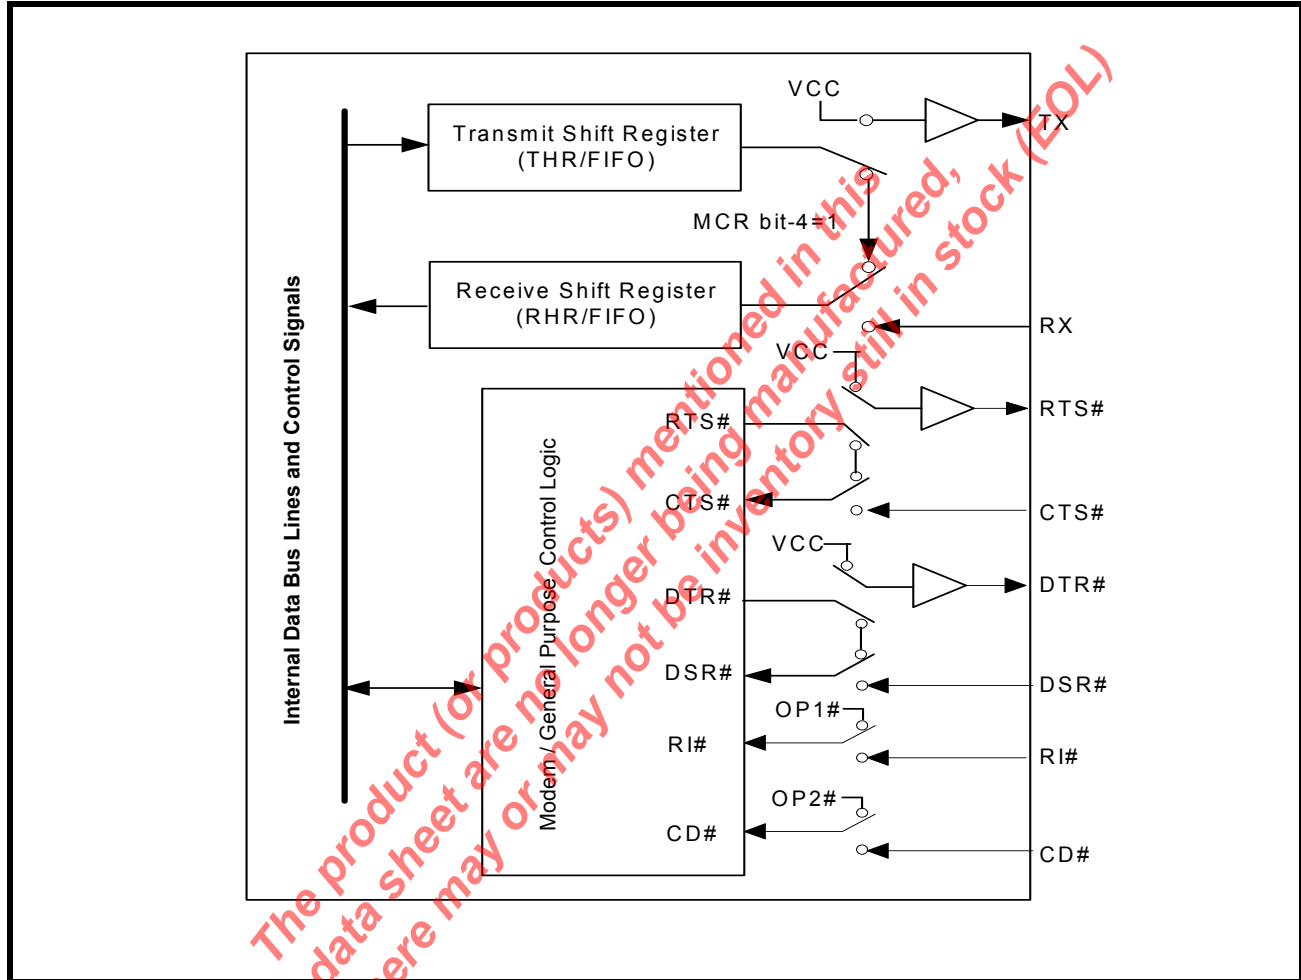 VCC
TX
Transmit Shift Register
(THR/FIFO)
MCR bit-4=1
Receive Shift Register
(RHR/FIFO)
RX
VCC
RTS#
RTS#
CTS#
CTS#
VCC
DTR#
DTR#
DSR#
DSR#
OP1#
RI#
RI#
OP2#
CD#
CD#
Internal Data Bus Lines and Control Signals
Modem / General Purpose Control Logic
The product (or products) mentioned in this
data sheet are no longer being manufactured,
may or may not be inventory still in stock (EOL)